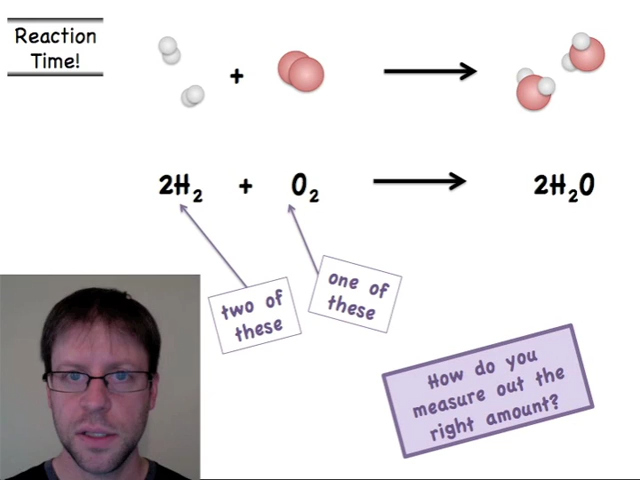 Reaction
Time!
+
2H₂ + O₂ 2H₂O
two of
these
one of
these
How do you
measure out the
right amount?